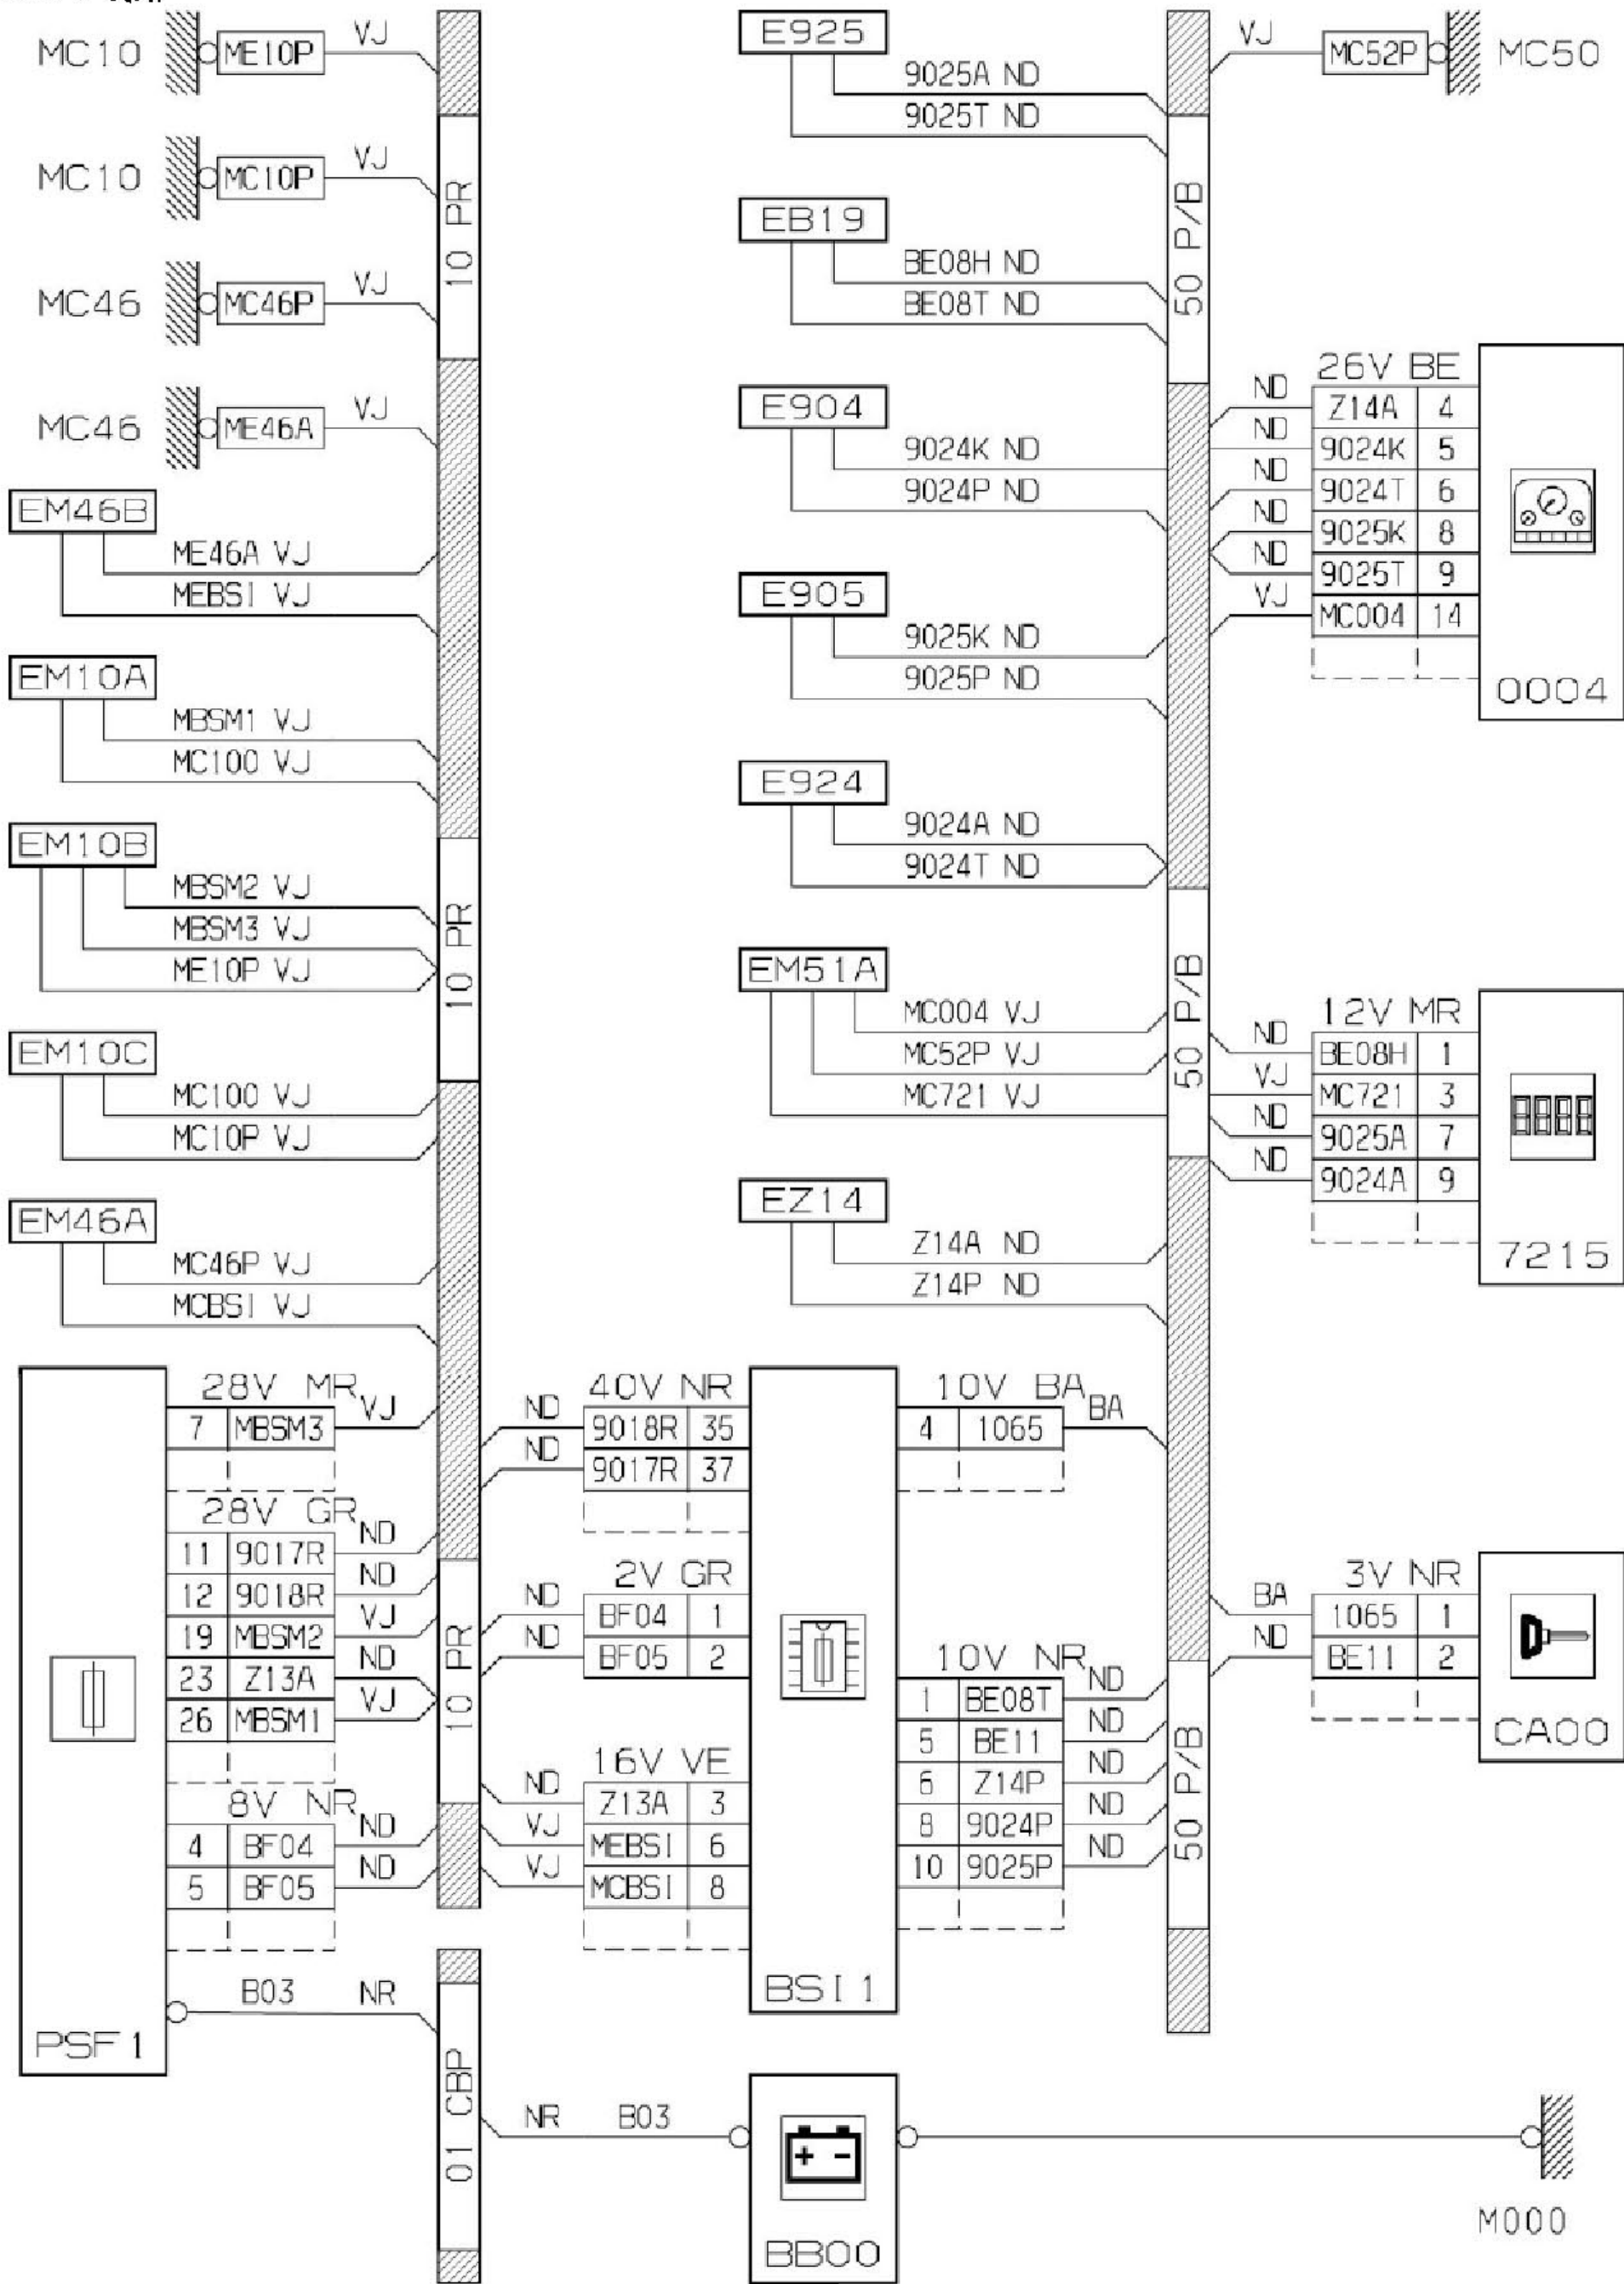 MC10 ME10P VJ
MC10 MC10P VJ
MC46 MC46P VJ
MC46 ME46A VJ
10 PR
EM46B
ME46A VJ
MEBSI VJ
EM10A
MBSM1 VJ
MC100 VJ
EM10B
MBSM2 VJ
MBSM3 VJ
ME10P VJ
10 PR
EM10C
MC100 VJ
MC10P VJ
EM46A
MC46P VJ
MCBSI VJ
E925
9025A ND
9025T ND
EB19
BE08H ND
BE08T ND
E904
9024K ND
9024P ND
E905
9025K ND
9025P ND
E924
9024A ND
9024T ND
EM51A
MC004 VJ
MC52P VJ
MC721 VJ
EZ14
Z14A ND
Z14P ND
50 P/B
50 P/B
VJ MC52P MC50
26V BE
ND Z14A 4
ND 9024K 5
ND 9024T 6
ND 9025K 8
ND 9025T 9
VJ MC004 14
0004
12V MR
ND BE08H 1
VJ MC721 3
ND 9025A 7
ND 9024A 9
7215
28V MR
7 MBSM3 VJ
28V GR
11 9017R ND
12 9018R ND
19 MBSM2 VJ
23 Z13A ND
26 MBSM1 VJ
8V NR
4 BF04 ND
5 BF05 ND
B03 NR
PSF1
10 PR
40V NR
ND 9018R 35
ND 9017R 37
2V GR
ND BF04 1
ND BF05 2
16V VE
ND Z13A 3
VJ MEBSI 6
VJ MCBSI 8
BSI1
10V BA
4 1065 BA
10V NR
1 BE08T ND
5 BE11 ND
6 Z14P ND
8 9024P ND
10 9025P ND
50 P/B
3V NR
BA 1065 1
ND BE11 2
CA00
01 CBP
NR B03
+ -
BB00
M000